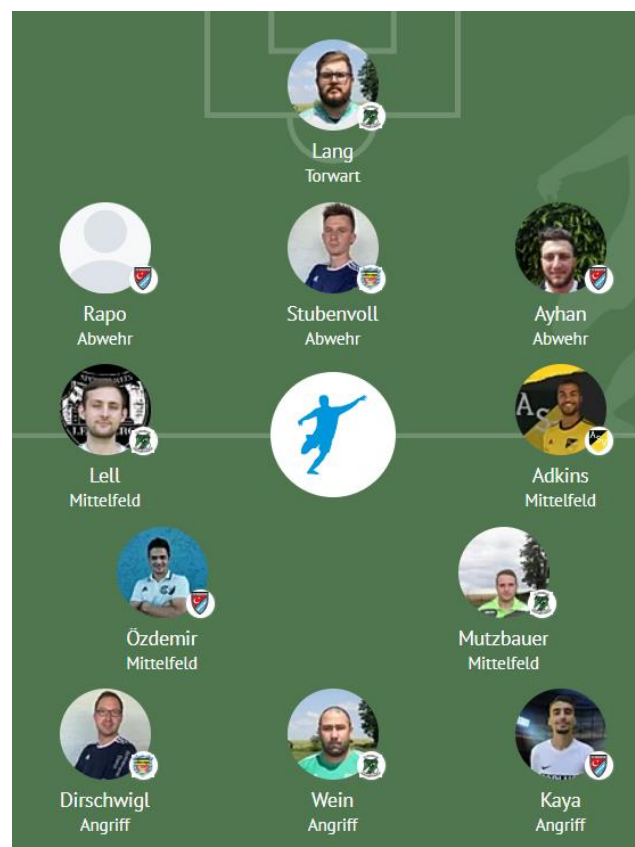 Lang
Torwart
Rapo
Stubenvoll
Ayhan
Abwehr
Abwehr
Abwehr
Lell
Adkins
Mittelfeld
Mittelfeld
Özdemir
Mutzbauer
Mittelfeld
Mittelfeld
Dirschwigl
Wein
Kaya
Angriff
Angriff
Angriff